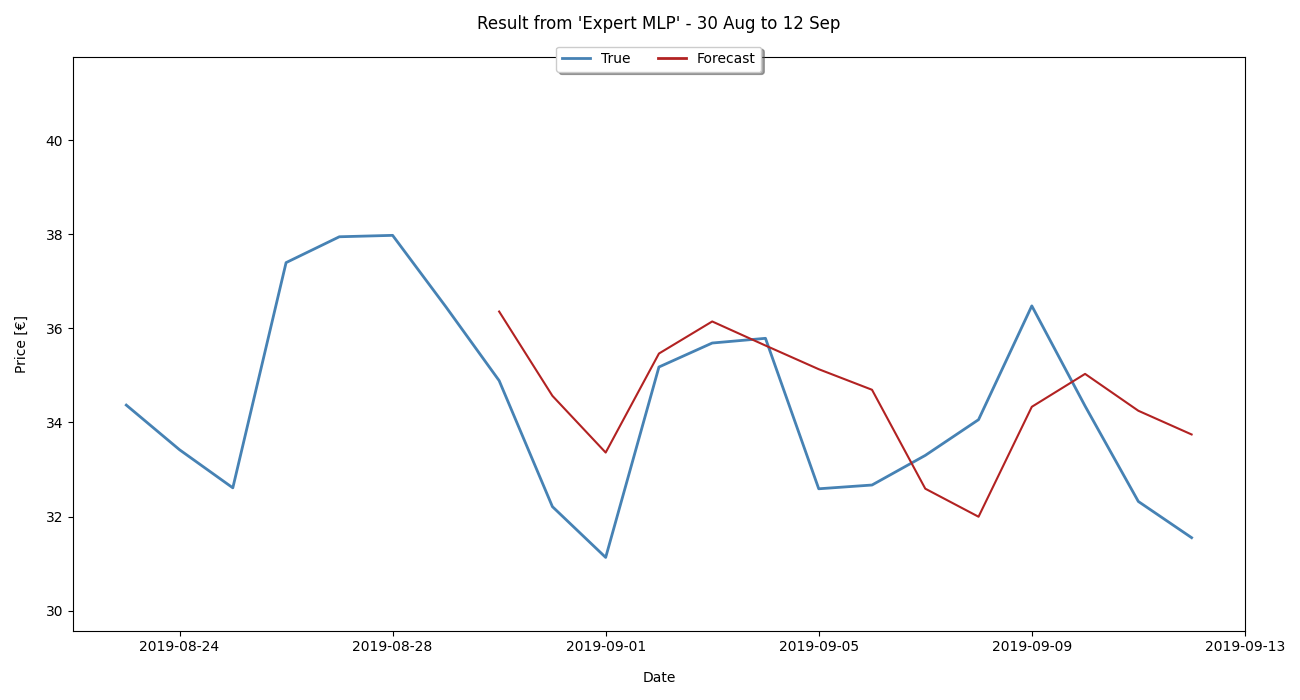 Result from 'Expert MLP' - 30 Aug to 12 Sep
True Forecast
40
38
36
34
32
30
Price [€]
2019-08-24 2019-08-28 2019-09-01 2019-09-05 2019-09-09 2019-09-13
Date